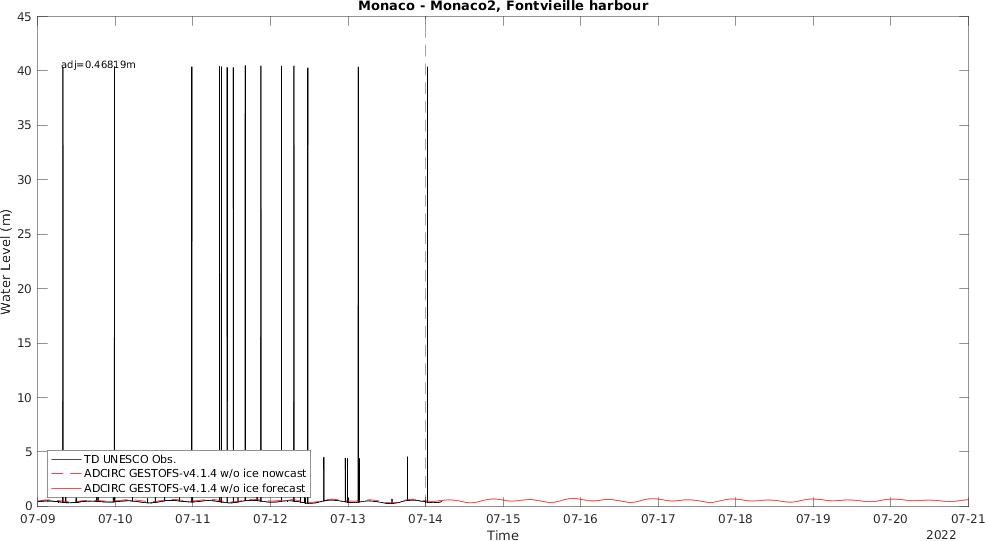 Monaco - Monaco2, Fontvieille harbour
45
40
35
30
25
20
15
10
5
0
Water Level (m)
adj=0.46819m
TD UNESCO Obs.
ADCIRC GESTOFS-v4.1.4 w/o ice nowcast
ADCIRC GESTOFS-v4.1.4 w/o ice forecast
07-09 07-10 07-11 07-12 07-13 07-14 07-15 07-16 07-17 07-18 07-19 07-20 07-21
Time
2022